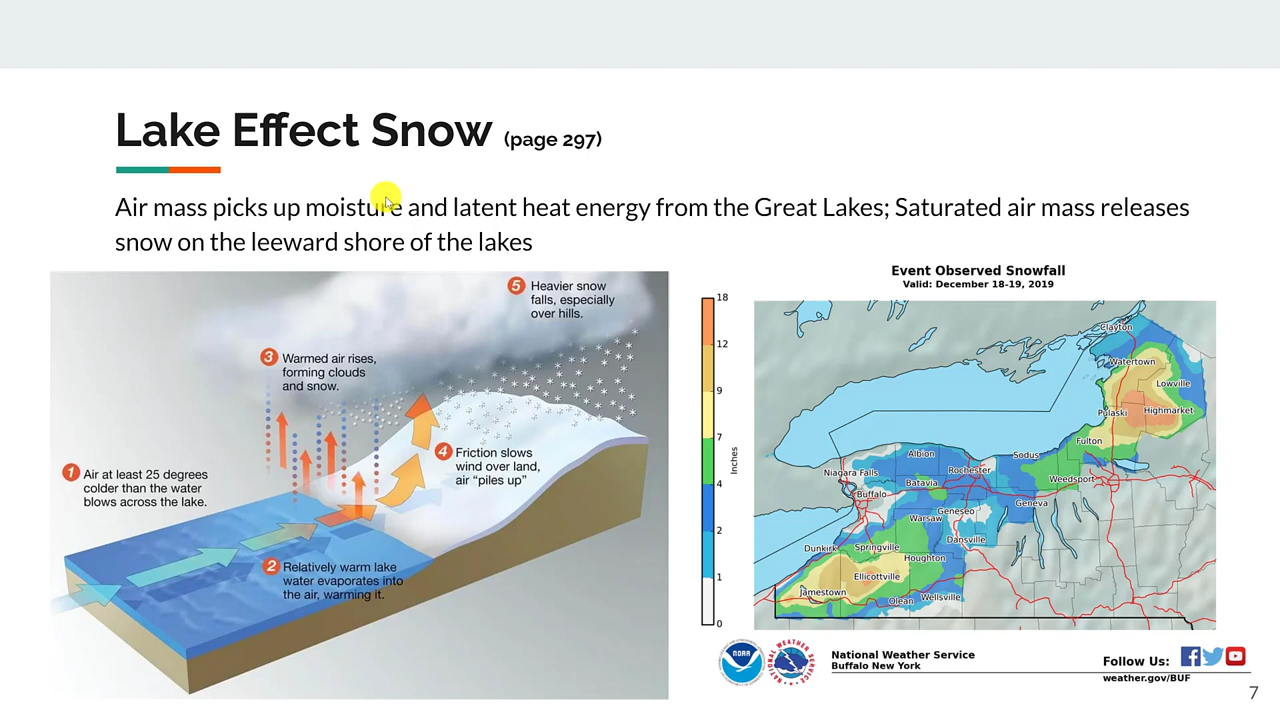 Lake Effect Snow (page 297)
Air mass picks up moisture and latent heat energy from the Great Lakes; Saturated air mass releases
snow on the leeward shore of the lakes
5 Heavier snow
falls, especially
over hills.
3 Warmed air rises,
forming clouds
and snow.
4 Friction slows
wind over land,
air “piles up”
1 Air at least 25 degrees
colder than the water
blows across the lake.
2 Relatively warm lake
water evaporates into
the air, warming it.
Event Observed Snowfall
Valid: December 18-19, 2019
18
12
9
7
4
2
1
0
Inches
Clayton
Watertown
Lowville
Pulaski
Highmarket
Fulton
Albion
Sodus
Niagara Falls
Rochester
Batavia
Weedsport
Buffalo
Geneva
Geneseo
Warsaw
Dansville
Dunkirk
Springville
Houghton
Ellicottville
Jamestown
Olean
Wellsville
NOAA
NATIONAL WEATHER SERVICE
National Weather Service
Buffalo New York
Follow Us:
weather.gov/BUF
7